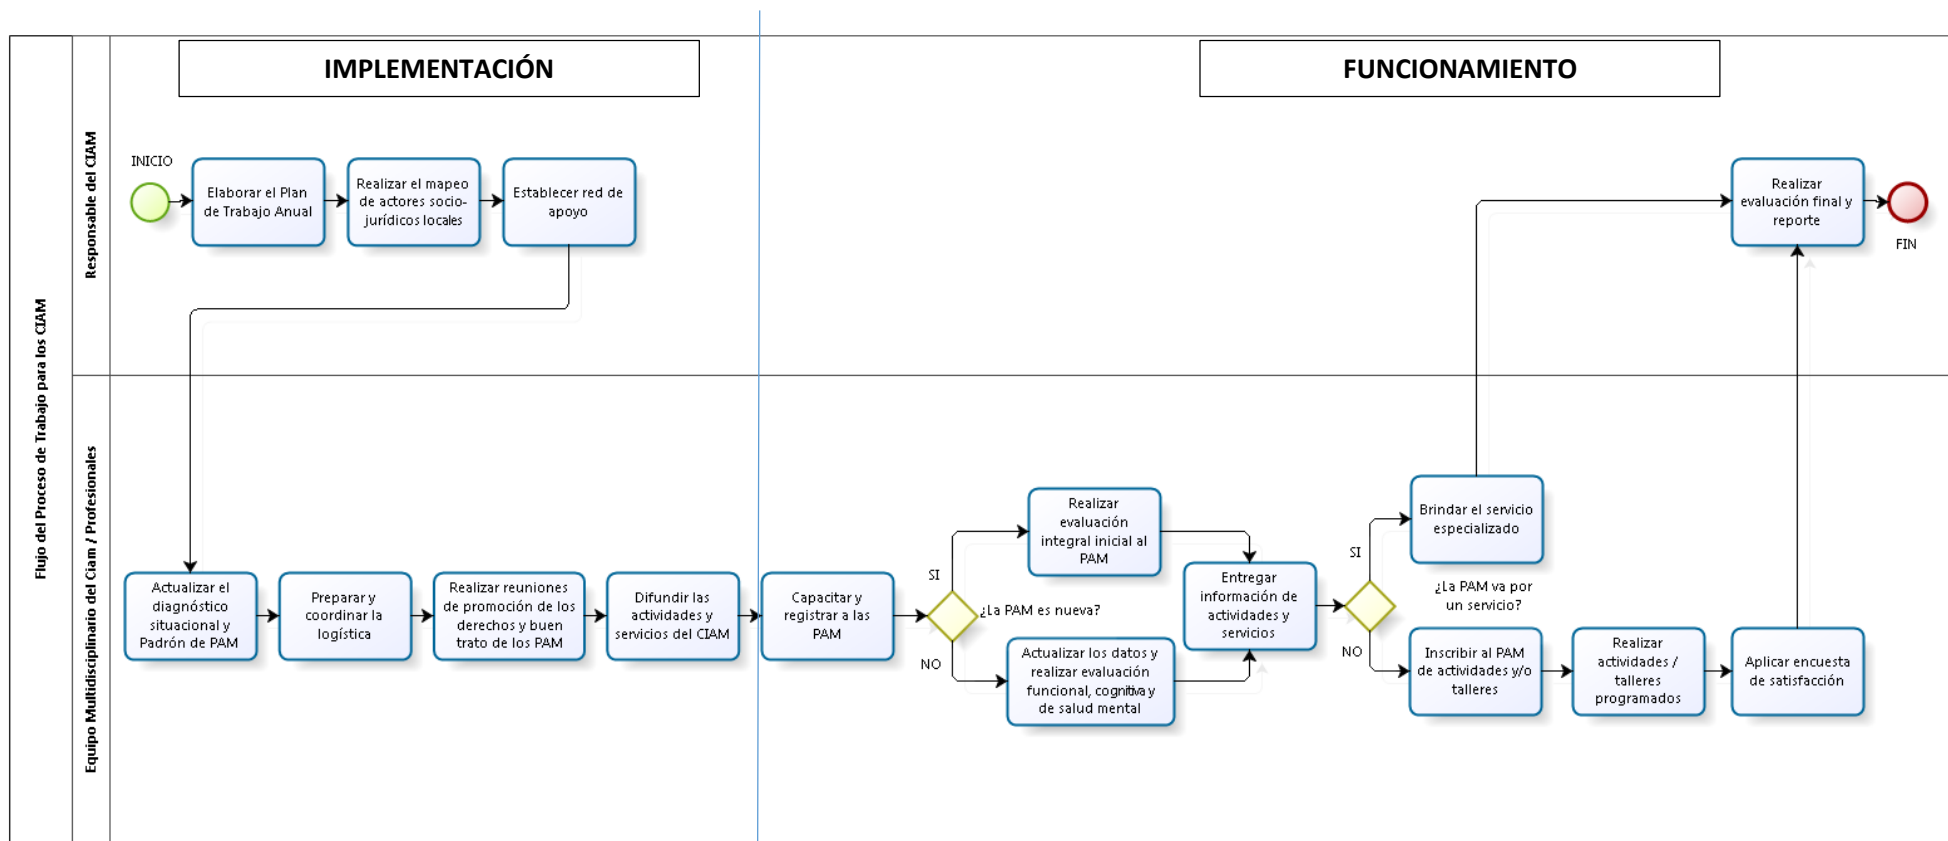 IMPLEMENTACIÓN
FUNCIONAMIENTO
Flujo del Proceso de Trabajo para los CIAM
Responsable del CIAM
INICIO
Elaborar el Plan
de Trabajo Anual
Realizar el mapeo
de actores socio-
jurídicos locales
Establecer red de
apoyo
Realizar
evaluación final y
reporte
FIN
Equipo Multidisciplinario del Ciam / Profesionales
Actualizar el
diagnóstico
situacional y
Padrón de PAM
Preparar y
coordinar la
logística
Realizar reuniones
de promoción de los
derechos y buen
trato de los PAM
Difundir las
actividades y
servicios del CIAM
Capacitar y
registrar a las
PAM
¿La PAM es nueva?
SI
Realizar
evaluación
integral inicial al
PAM
NO
Actualizar los datos y
realizar evaluación
funcional, cognitiva y
de salud mental
Entregar
información de
actividades y
servicios
¿La PAM va por
un servicio?
SI
Brindar el servicio
especializado
NO
Inscribir al PAM
de actividades y/o
talleres
Realizar
actividades /
talleres
programados
Aplicar encuesta
de satisfacción